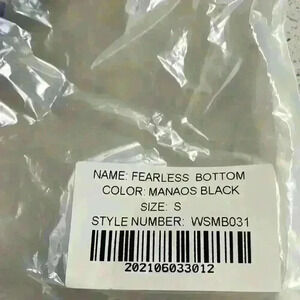 NAME: FEARLESS BOTTOM
COLOR: MANAOS BLACK
SIZE: S
STYLE NUMBER: WSMB031
202106033012